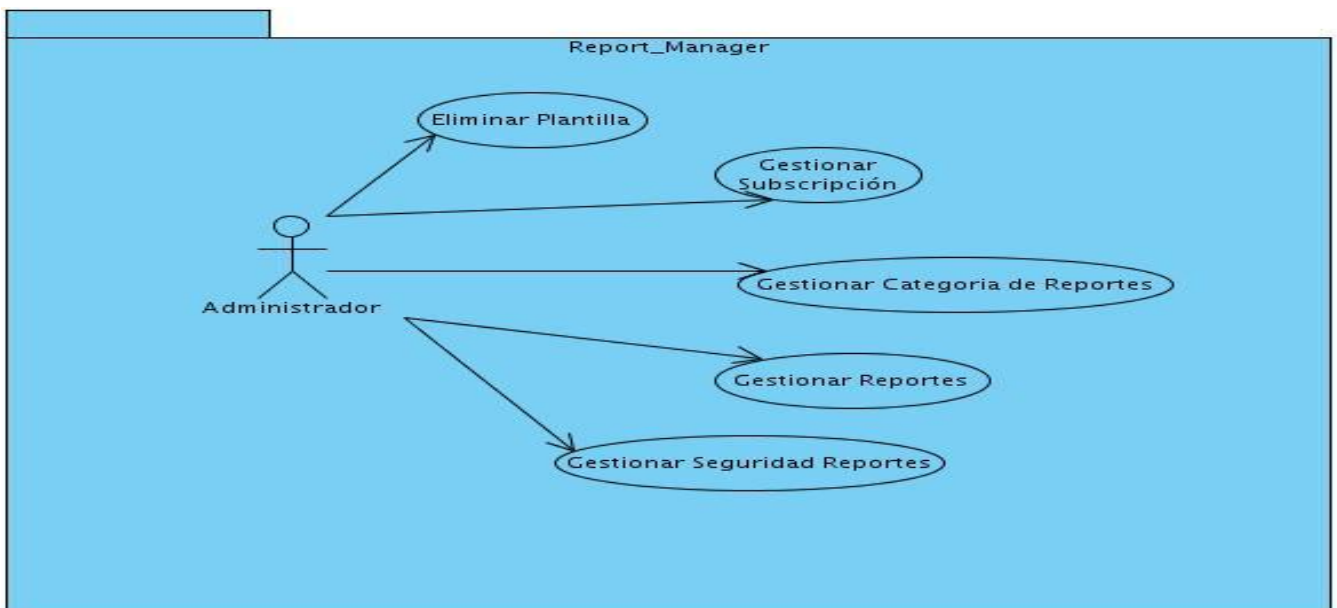 Report_Manager
Eliminar Plantilla
Gestionar
Subscripción
Gestionar Categoria de Reportes
Administrador
Gestionar Reportes
Gestionar Seguridad Reportes